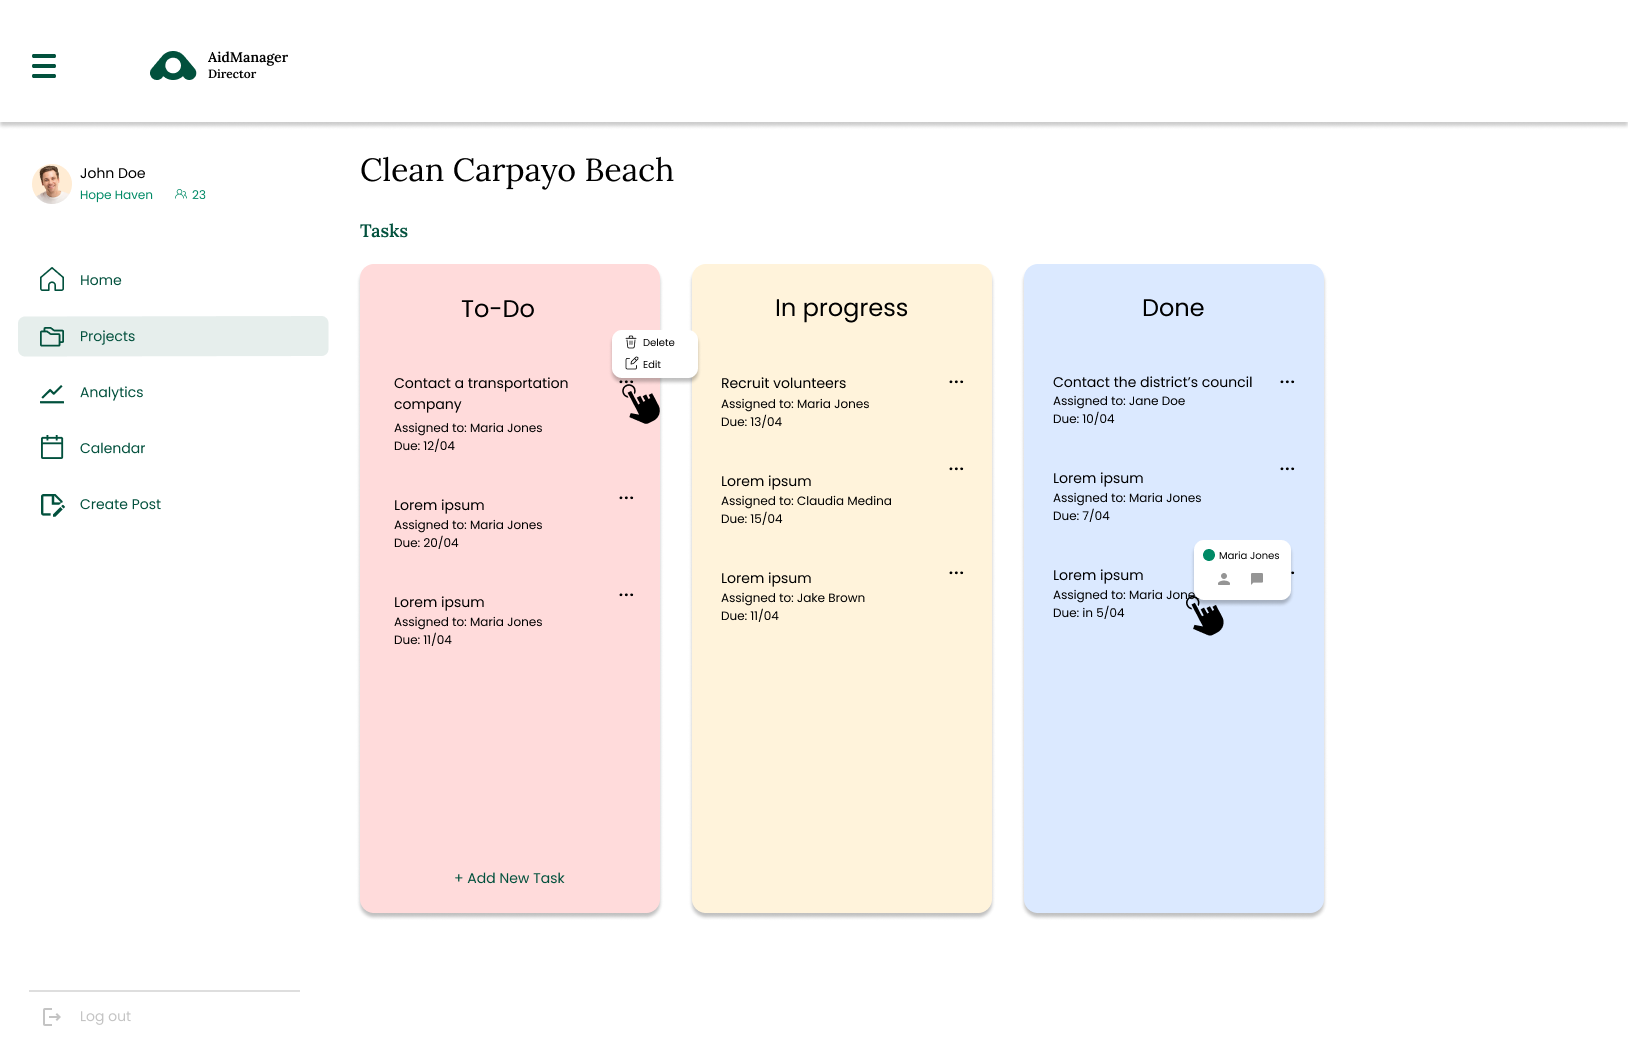 AidManager
Director
John Doe
Hope Haven 23
Home
Projects
Analytics
Calendar
Create Post
Log out
Clean Carpayo Beach
Tasks
To-Do
Delete
Edit
Contact a transportation
company
Assigned to: Maria Jones
Due: 12/04
Lorem ipsum
Assigned to: Maria Jones
Due: 20/04
Lorem ipsum
Assigned to: Maria Jones
Due: 11/04
+ Add New Task
In progress
Recruit volunteers
Assigned to: Maria Jones
Due: 13/04
Lorem ipsum
Assigned to: Claudia Medina
Due: 15/04
Lorem ipsum
Assigned to: Jake Brown
Due: 11/04
Done
Contact the district’s council
Assigned to: Jane Doe
Due: 10/04
Lorem ipsum
Assigned to: Maria Jones
Due: 7/04
Maria Jones
Lorem ipsum
Assigned to: Maria Jone
Due: in 5/04